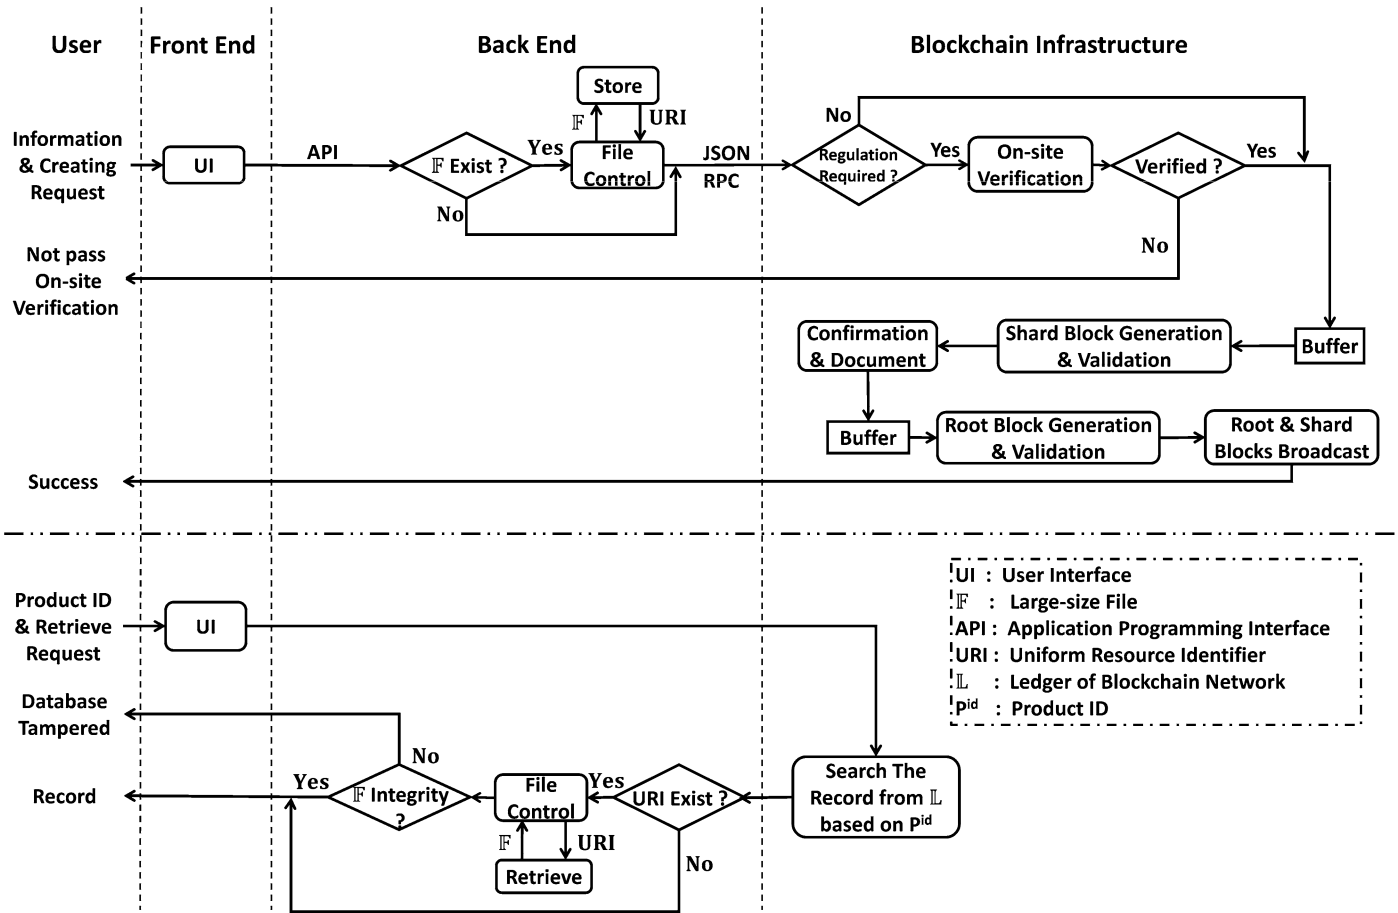 User
Front End
Back End
Blockchain Infrastructure
Information
& Creating
Request
UI
API
𝔽 Exist ?
Yes
No
Store
𝔽
URI
File
Control
JSON
RPC
Regulation
Required ?
No
Yes
On-site
Verification
Verified ?
Yes
No
Not pass
On-site
Verification
Buffer
Shard Block Generation
& Validation
Confirmation
& Document
Buffer
Root Block Generation
& Validation
Root & Shard
Blocks Broadcast
Success
Product ID
& Retrieve
Request
UI
UI : User Interface
𝔽 : Large-size File
API : Application Programming Interface
URI : Uniform Resource Identifier
𝕃 : Ledger of Blockchain Network
Pⁱᵈ : Product ID
Search The
Record from 𝕃
based on Pⁱᵈ
URI Exist ?
Yes
No
File
Control
𝔽
URI
Retrieve
𝔽 Integrity
?
No
Yes
Database
Tampered
Record